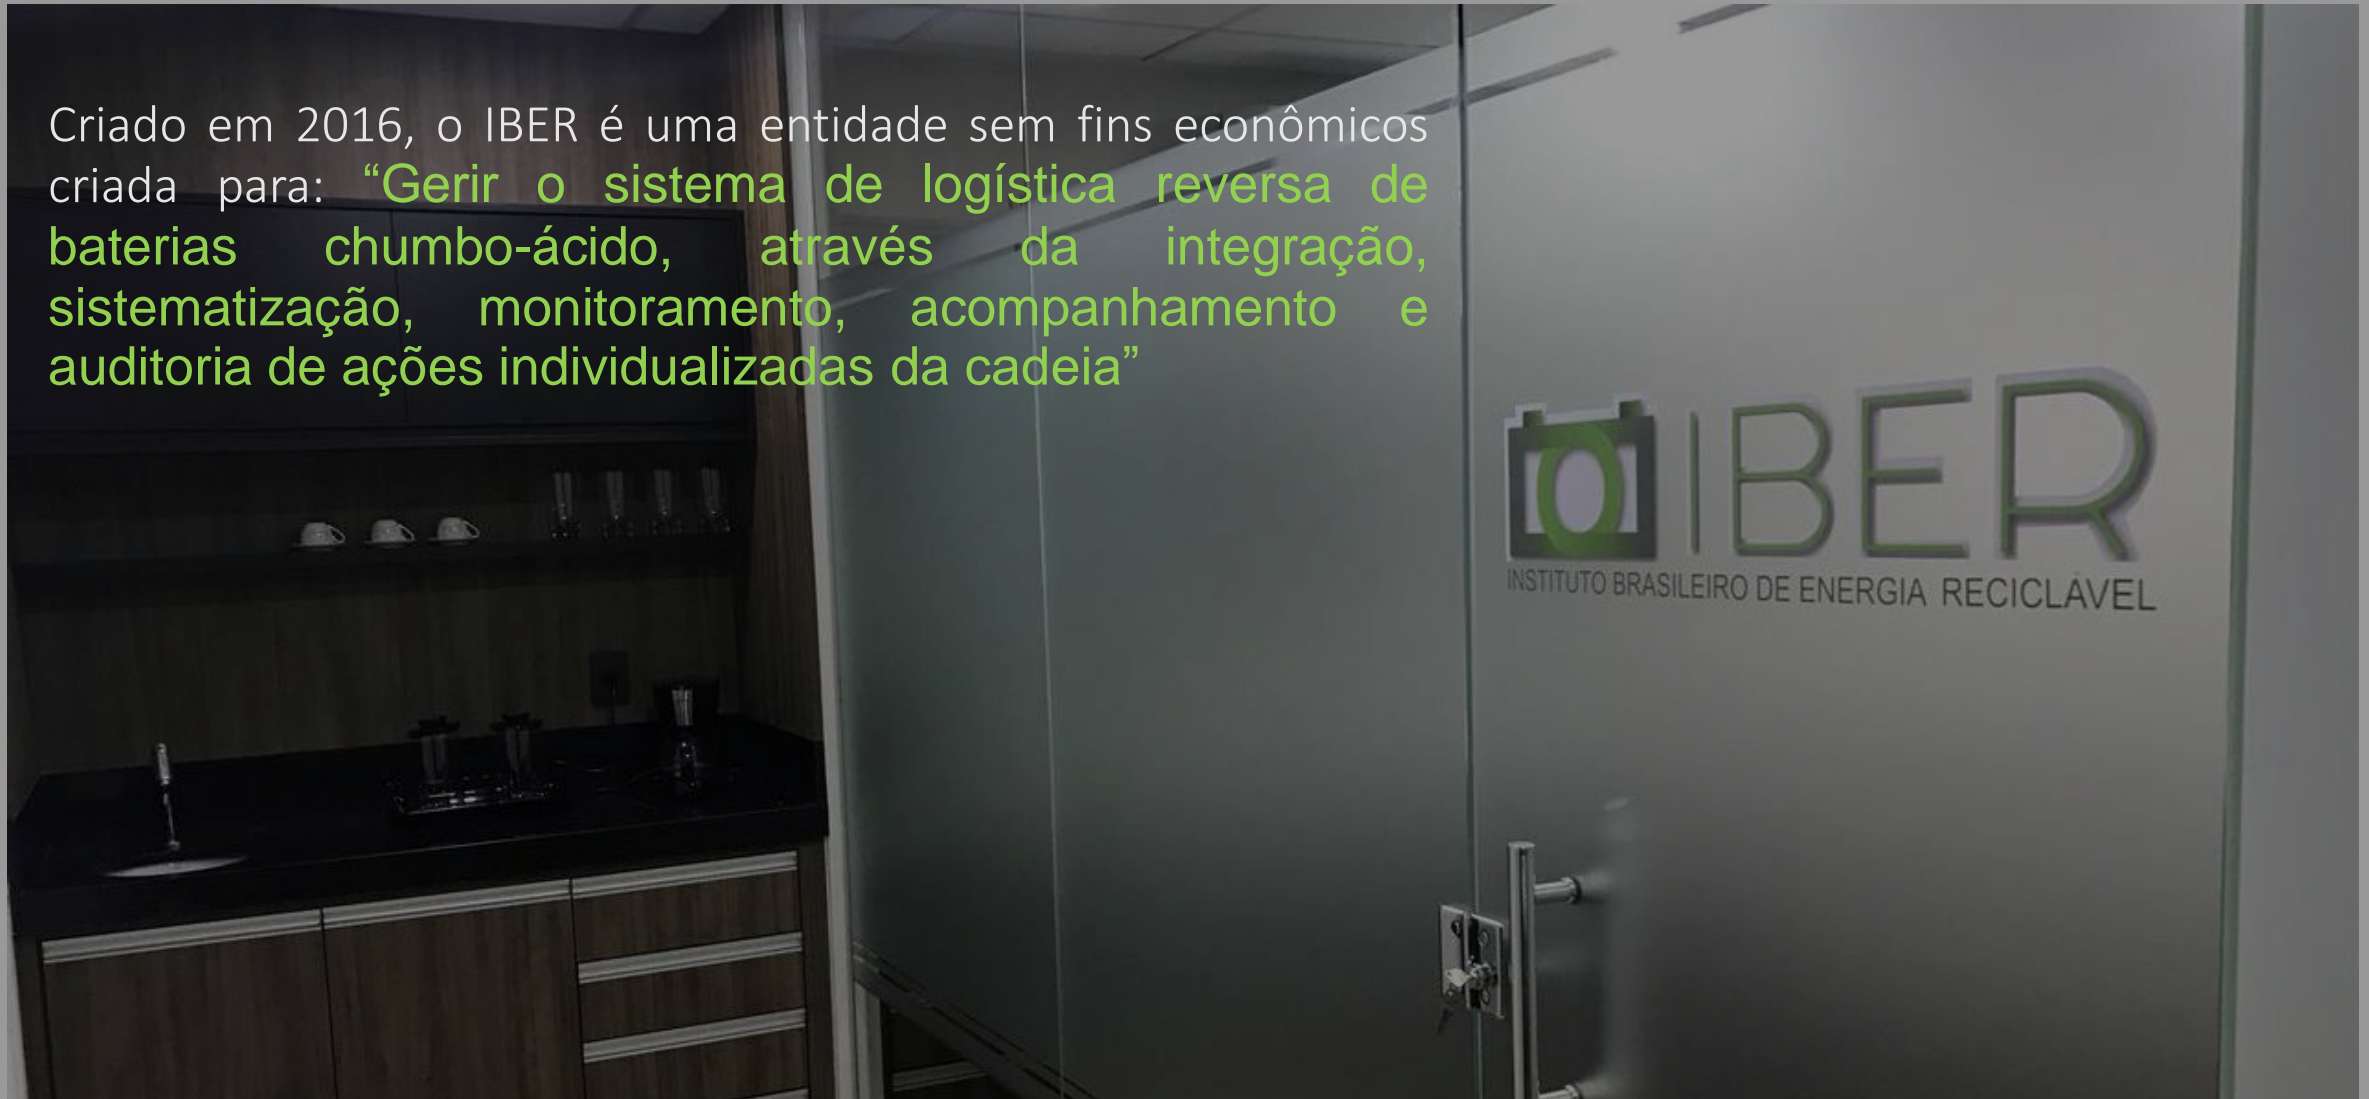 Criado em 2016, o IBER é uma entidade sem fins econômicos
criada para: “Gerir o sistema de logística reversa de
baterias chumbo-ácido, através da integração,
sistematização, monitoramento, acompanhamento e
auditoria de ações individualizadas da cadeia”
IBER
INSTITUTO BRASILEIRO DE ENERGIA RECICLÁVEL